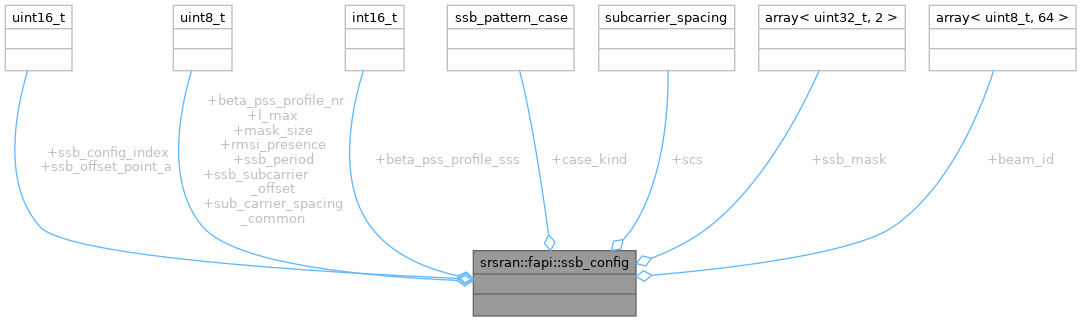 uint16_t
uint8_t
int16_t
ssb_pattern_case
subcarrier_spacing
array< uint32_t, 2 >
array< uint8_t, 64 >
+ssb_config_index
+ssb_offset_point_a
+beta_pss_profile_nr
+l_max
+mask_size
+rmsi_presence
+ssb_period
+ssb_subcarrier
_offset
+sub_carrier_spacing
_common
+beta_pss_profile_sss
+case_kind
+scs
+ssb_mask
+beam_id
srsran::fapi::ssb_config